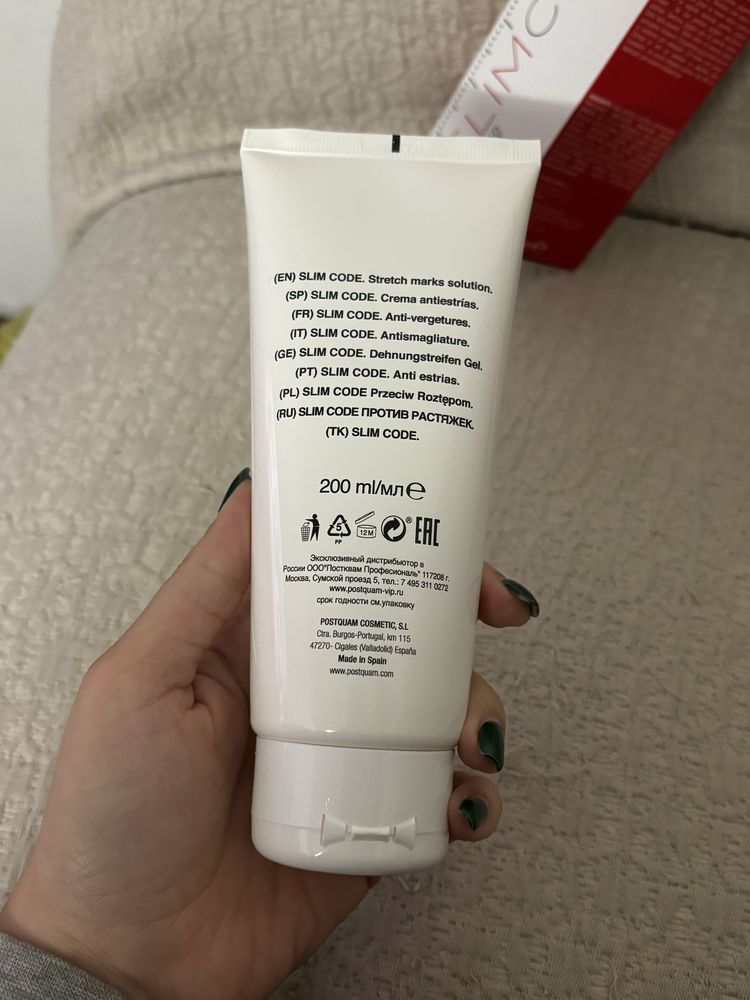 SLIMC
(EN) SLIM CODE. Stretch marks solution.
(SP) SLIM CODE. Crema antiestrías.
(FR) SLIM CODE. Anti-vergetures.
(IT) SLIM CODE. Antismagliature.
(GE) SLIM CODE. Dehnungstreifen Gel.
(PT) SLIM CODE. Anti estrias.
(PL) SLIM CODE Przeciw Roztępom.
(RU) SLIM CODE ПРОТИВ РАСТЯЖЕК.
(TK) SLIM CODE.
200 ml/мл ℮
5 PP 12M ® EAC
Эксклюзивный дистрибьютор в
России ООО"Постквам Професиональ" 117208 г.
Москва, Сумской проезд 5, тел.: 7 495 311 0272
www.postquam-vip.ru
срок годности см.упаковку
POSTQUAM COSMETIC, S.L
Ctra. Burgos-Portugal, km 115
47270- Cigales (Valladolid) España
Made in Spain
www.postquam.com